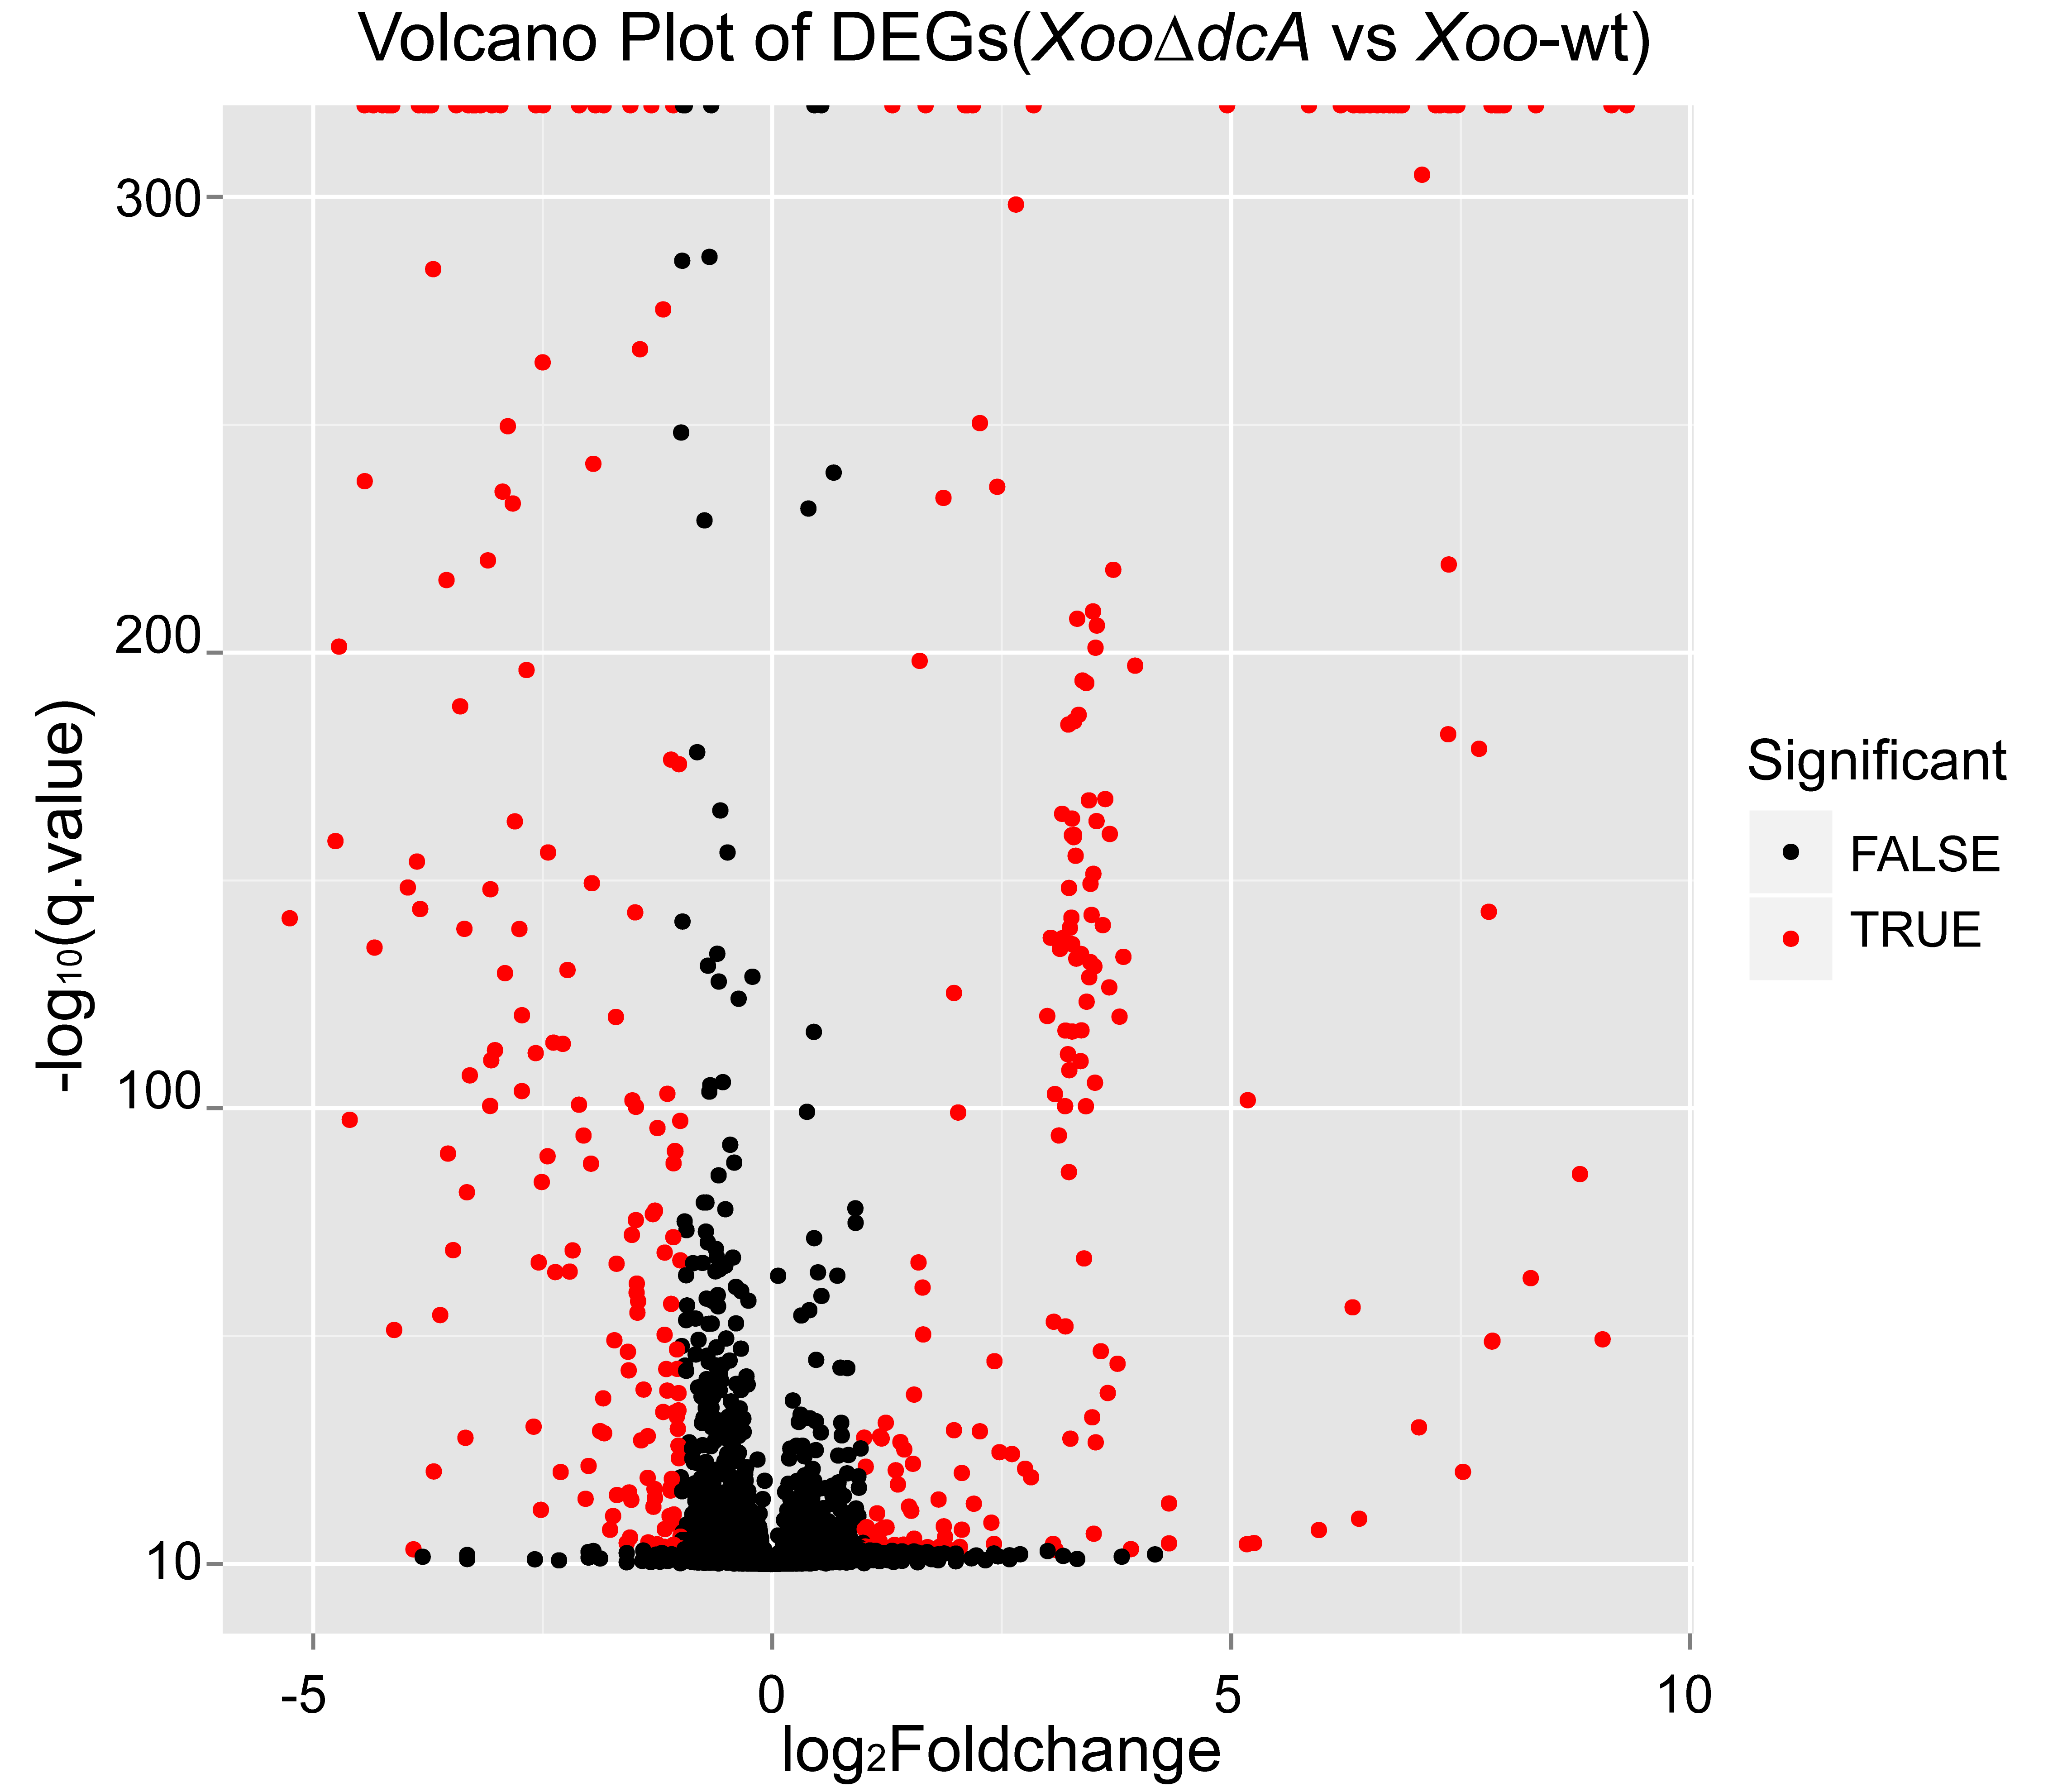 Volcano Plot of DEGs(XooΔdcA vs Xoo-wt)
300
200
100
10
-log₁₀(q.value)
-5
0
5
10
log₂Foldchange
Significant
FALSE
TRUE